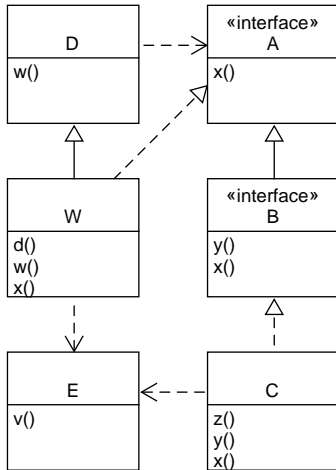 D
w()
«interface»
A
x()
W
d()
w()
x()
«interface»
B
y()
x()
E
v()
C
z()
y()
x()